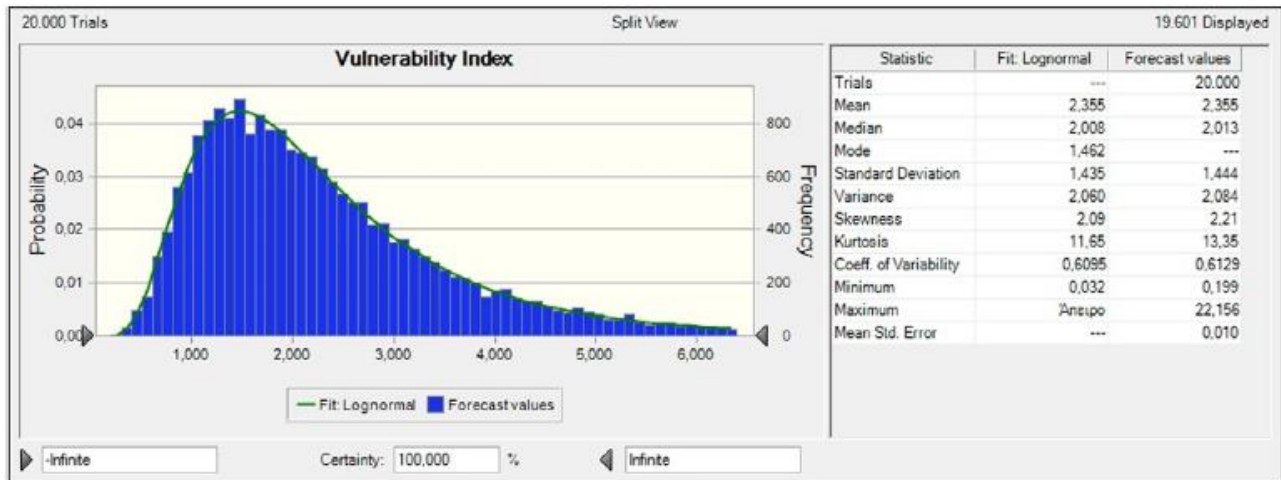 20.000 Trials Split View 19.601 Displayed
Vulnerability Index
Probability
0,04
0,03
0,02
0,01
0,00
Frequency
800
600
400
200
0
1,000 2,000 3,000 4,000 5,000 6,000
Fit: Lognormal Forecast values
Statistic Fit: Lognormal Forecast values
Trials --- 20.000
Mean 2,355 2,355
Median 2,008 2,013
Mode 1,462 ---
Standard Deviation 1,435 1,444
Variance 2,060 2,084
Skewness 2,09 2,21
Kurtosis 11,65 13,35
Coeff. of Variability 0,6095 0,6129
Minimum 0,032 0,199
Maximum Άπειρο 22,156
Mean Std. Error --- 0,010
-Infinite Certainty: 100,000 % Infinite